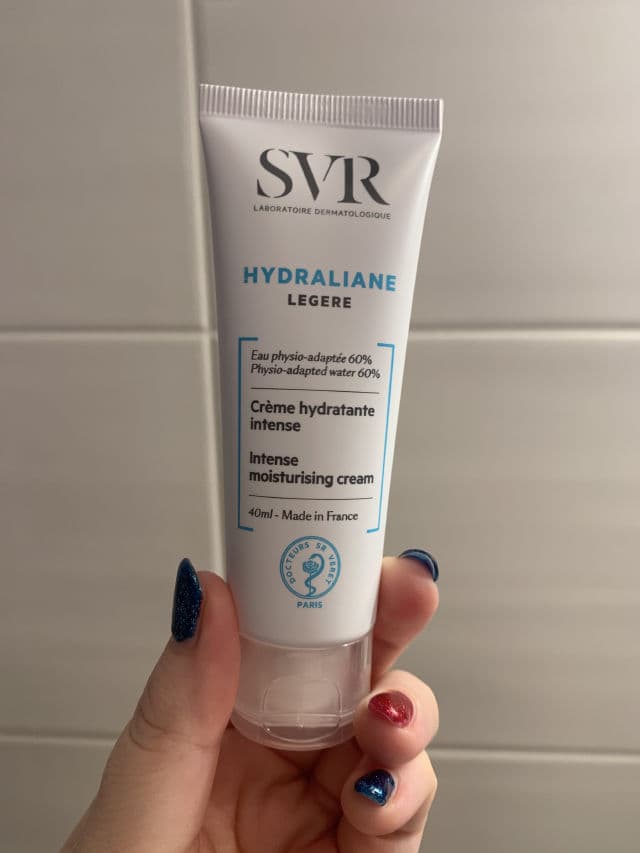 SVR
LABORATOIRE DERMATOLOGIQUE
HYDRALIANE
LEGERE
Eau physio-adaptée 60%
Physio-adapted water 60%
Crème hydratante
intense
Intense
moisturising cream
40ml - Made in France
DOCTEURS SR VERET
PARIS